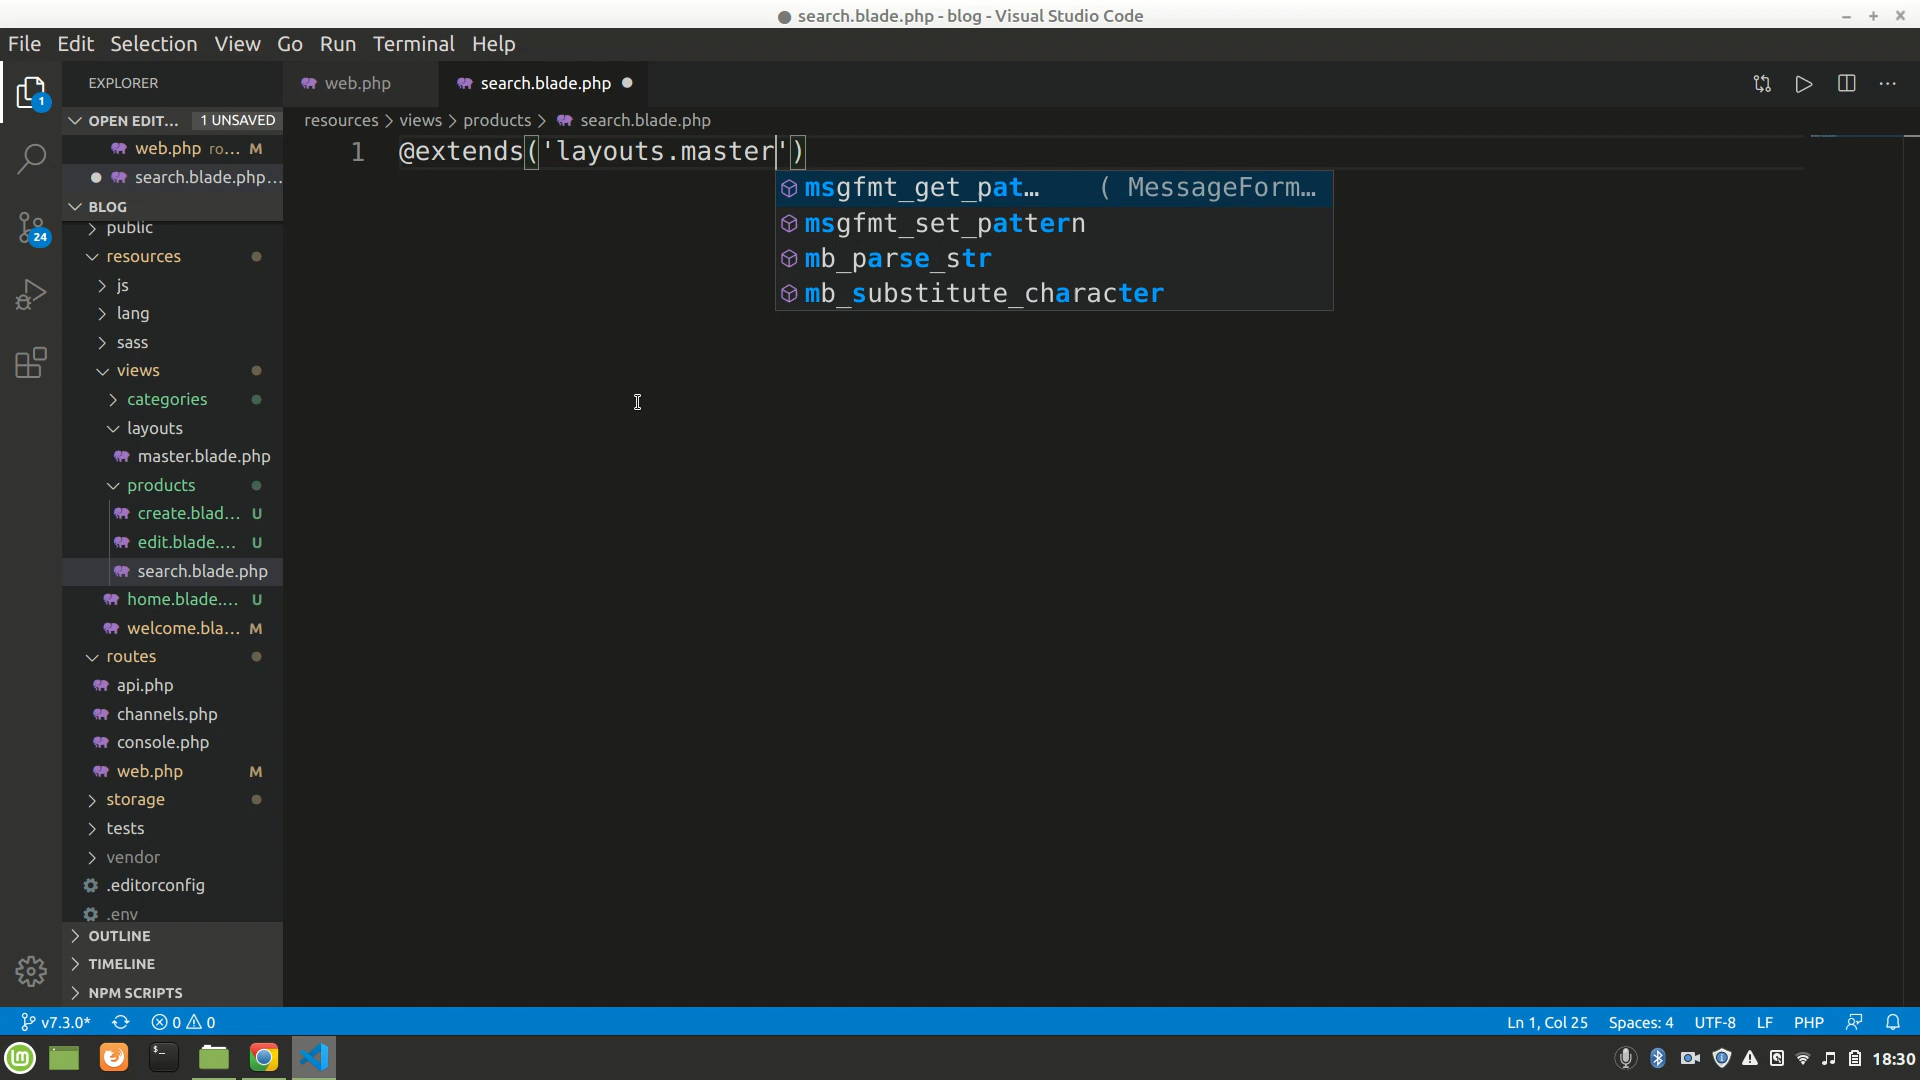 search.blade.php - blog - Visual Studio Code
File Edit Selection View Go Run Terminal Help
EXPLORER
web.php
search.blade.php
OPEN EDIT... 1 UNSAVED
resources > views > products > search.blade.php
web.php ro... M
1 @extends('layouts.master')
search.blade.php...
msgfmt_get_pat... ( MessageForm...
BLOG
msgfmt_set_pattern
public
resources
mb_parse_str
js
mb_substitute_character
lang
sass
views
categories
layouts
master.blade.php
products
create.blad... U
edit.blade.... U
search.blade.php
home.blade.... U
welcome.bla... M
routes
api.php
channels.php
console.php
web.php M
storage
tests
vendor
.editorconfig
.env
OUTLINE
TIMELINE
NPM SCRIPTS
1
24
v7.3.0* 0 0
Ln 1, Col 25 Spaces: 4 UTF-8 LF PHP
18:30